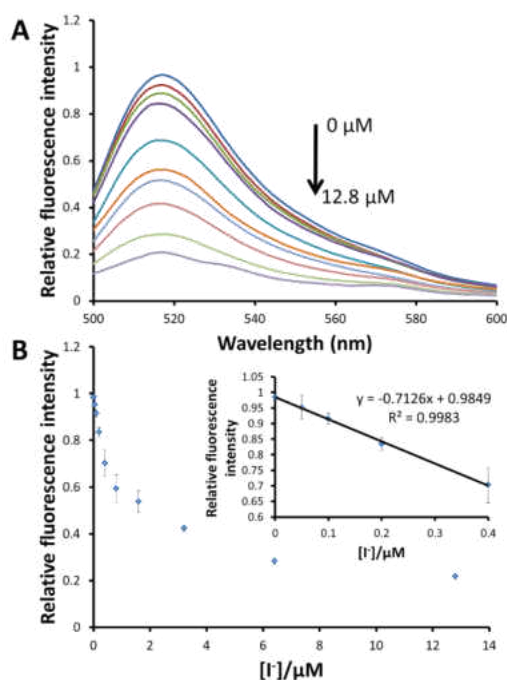 A
Relative fluorescence intensity
1.2
1
0.8
0.6
0.4
0.2
0
0 μM
12.8 μM
500 520 540 560 580 600
Wavelength (nm)
B
Relative fluorescence intensity
1.2
1
0.8
0.6
0.4
0.2
0
Relative fluorescence
intensity
1.05
1
0.95
0.9
0.85
0.8
0.75
0.7
0.65
0.6
y = -0.7126x + 0.9849
R² = 0.9983
0 0.1 0.2 0.3 0.4
[I-]/μM
0 2 4 6 8 10 12 14
[I-]/μM